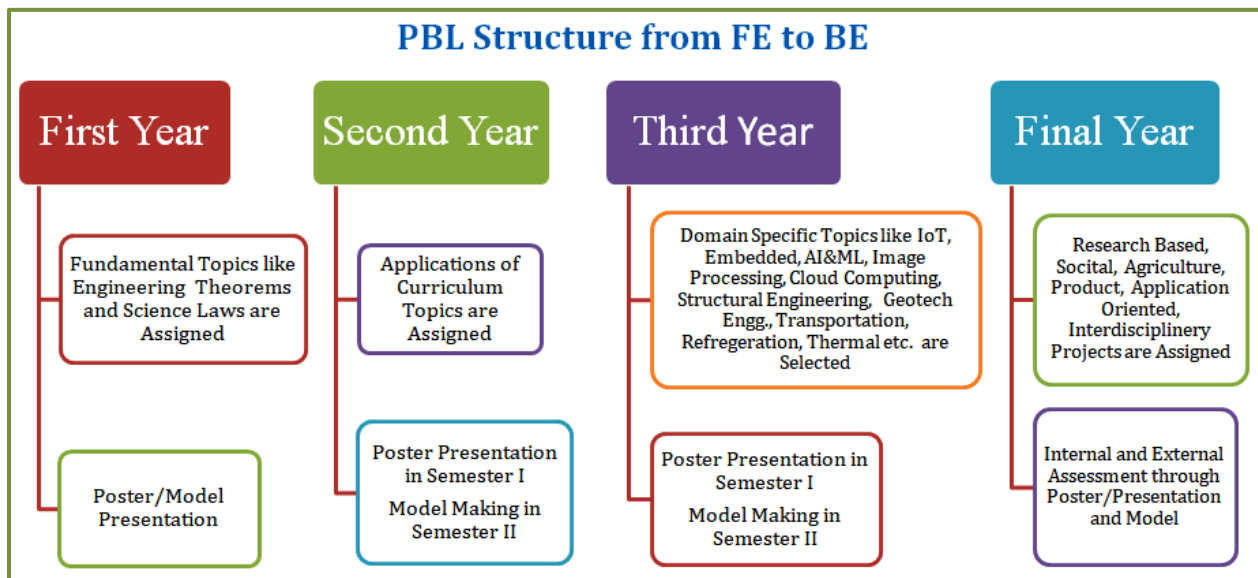 PBL Structure from FE to BE
First Year
Fundamental Topics like
Engineering Theorems
and Science Laws are
Assigned
Poster/Model
Presentation
Second Year
Applications of
Curriculum
Topics are
Assigned
Poster Presentation
in Semester I
Model Making in
Semester II
Third Year
Domain Specific Topics like IoT,
Embedded, AI&ML, Image
Processing, Cloud Computing,
Structural Engineering, Geotech
Engg., Transportation,
Refregeration, Thermal etc. are
Selected
Poster Presentation in
Semester I
Model Making in
Semester II
Final Year
Research Based,
Socital, Agriculture,
Product, Application
Oriented,
Interdisciplinery
Projects are Assigned
Internal and External
Assessment through
Poster/Presentation
and Model